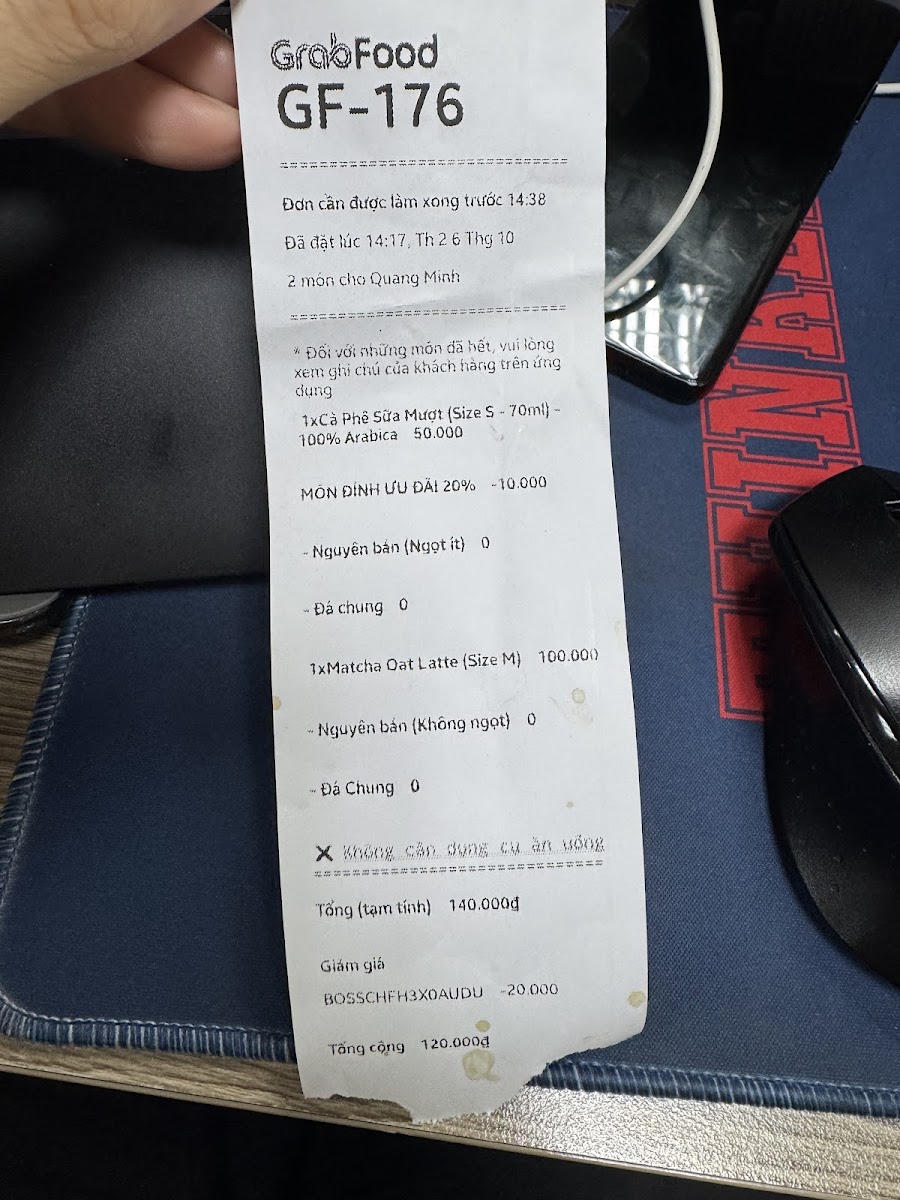 GrabFood
GF-176
==============================
Đơn cần được làm xong trước 14:38
Đã đặt lúc 14:17, Th 2 6 Thg 10
2 món cho Quang Minh
==============================
* Đối với những món đã hết, vui lòng
xem ghi chú của khách hàng trên ứng
dụng
1xCà Phê Sữa Mượt (Size S - 70ml) -
100% Arabica 50.000
MÓN ĐỈNH ƯU ĐÃI 20% -10.000
- Nguyên bản (Ngọt ít) 0
- Đá chung 0
1xMatcha Oat Latte (Size M) 100.000
- Nguyên bản (Không ngọt) 0
- Đá Chung 0
X Không cần dụng cụ ăn uống
==============================
Tổng (tạm tính) 140.000₫
Giảm giá
BOSSCHFH3X0AUDU -20.000
Tổng cộng 120.000₫